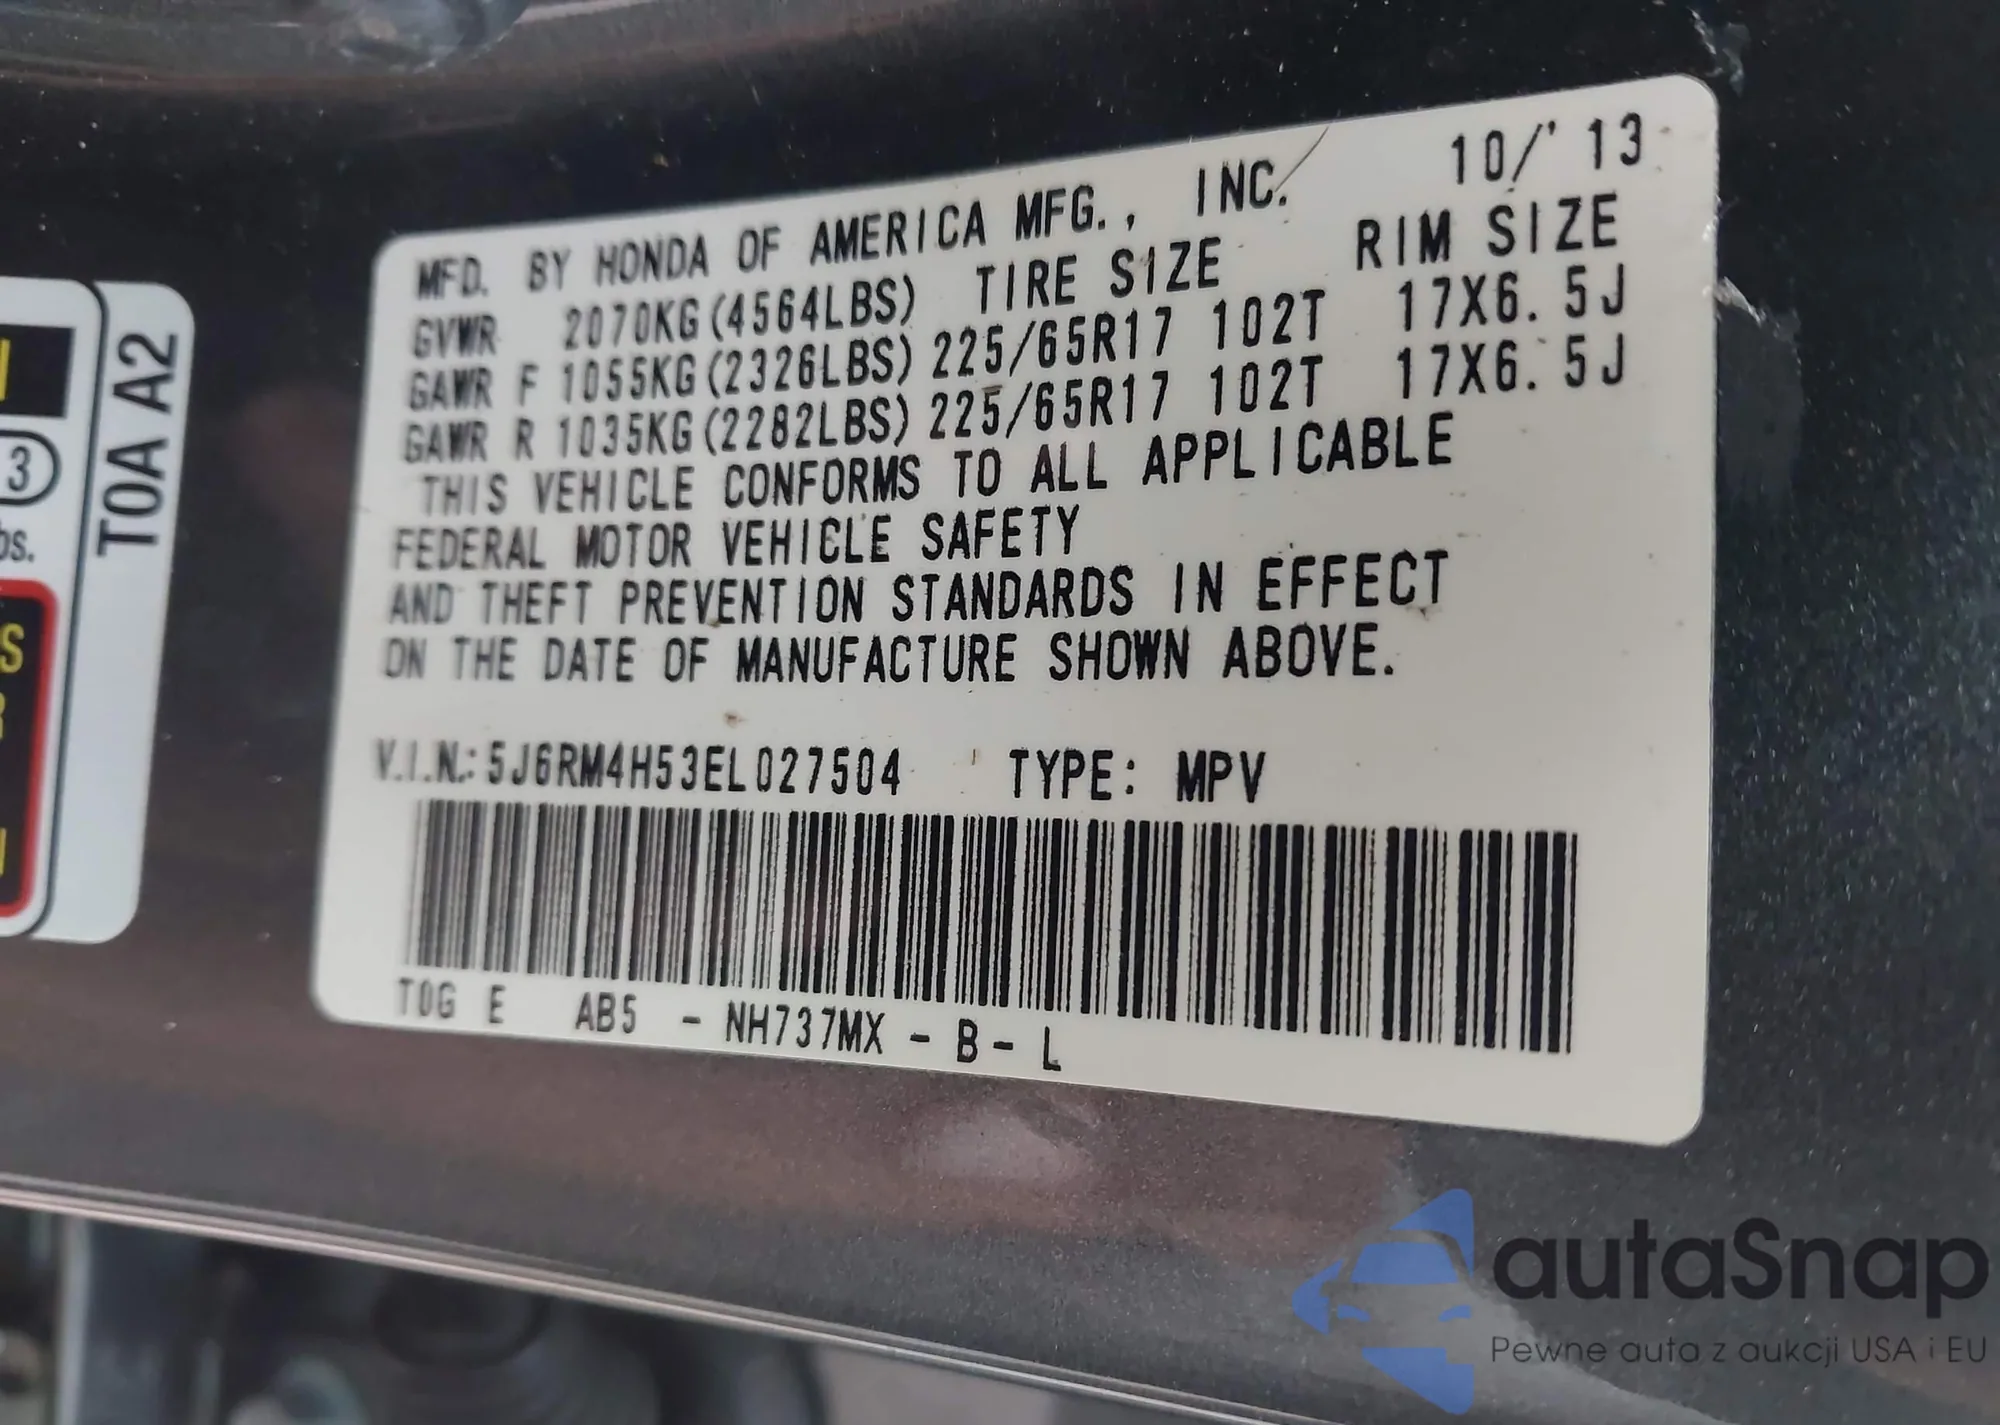 MFD. BY HONDA OF AMERICA MFG., INC. 10/'13
GVWR 2070KG(4564LBS) TIRE SIZE RIM SIZE
GAWR F 1055KG(2326LBS) 225/65R17 102T 17X6.5J
GAWR R 1035KG(2282LBS) 225/65R17 102T 17X6.5J
THIS VEHICLE CONFORMS TO ALL APPLICABLE
FEDERAL MOTOR VEHICLE SAFETY
AND THEFT PREVENTION STANDARDS IN EFFECT
ON THE DATE OF MANUFACTURE SHOWN ABOVE.
V.I.N.: 5J6RM4H53EL027504 TYPE: MPV
T0G E AB5 - NH737MX - B - L
T0A A2
3
autaSnap
Pewne auta z aukcji USA i EU